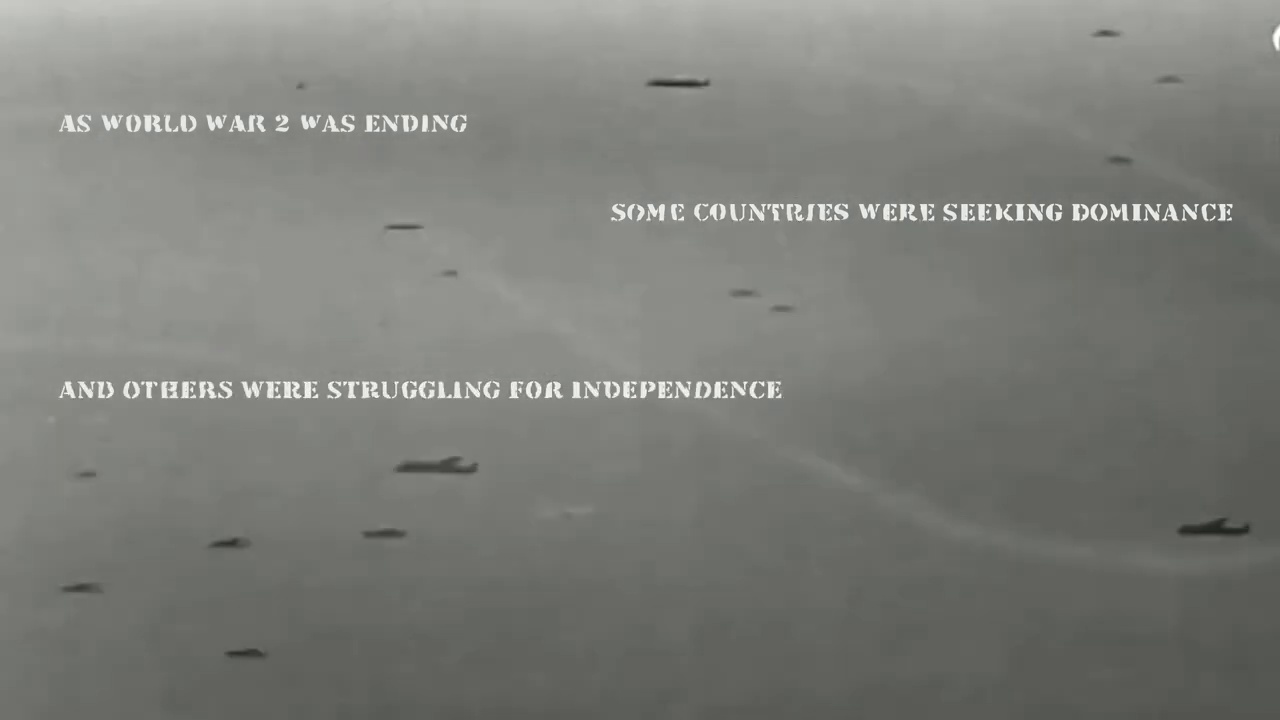 AS WORLD WAR 2 WAS ENDING
SOME COUNTRIES WERE SEEKING DOMINANCE
AND OTHERS WERE STRUGGLING FOR INDEPENDENCE